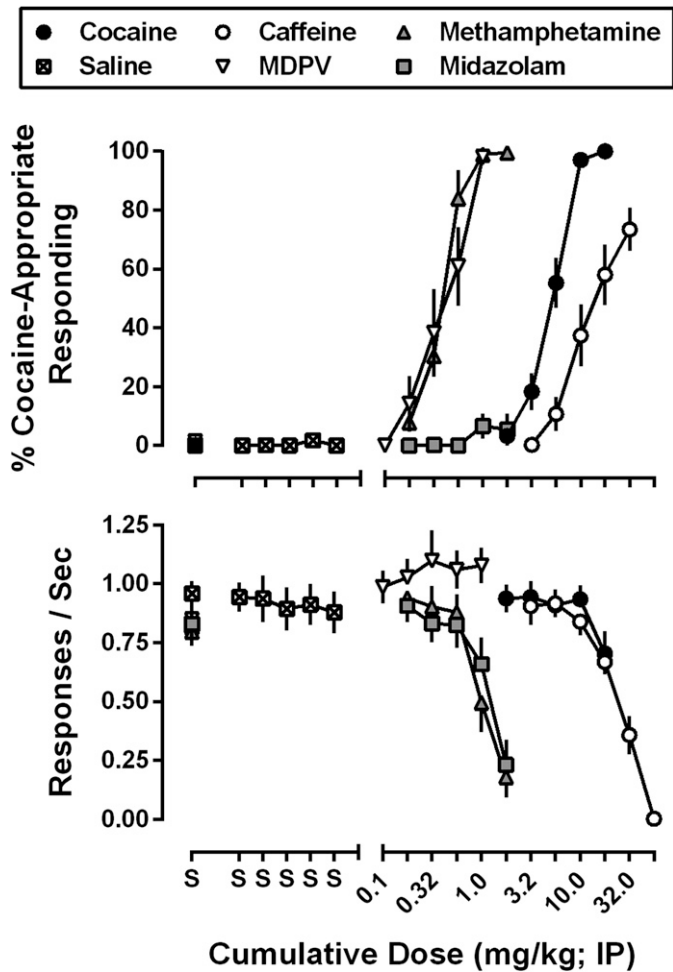 Cocaine Caffeine Methamphetamine
Saline MDPV Midazolam
% Cocaine-Appropriate
Responding
100
80
60
40
20
0
Responses / Sec
1.25
1.00
0.75
0.50
0.25
0.00
S S S S S S 0.1 0.32 1.0 3.2 10.0 32.0
Cumulative Dose (mg/kg; IP)